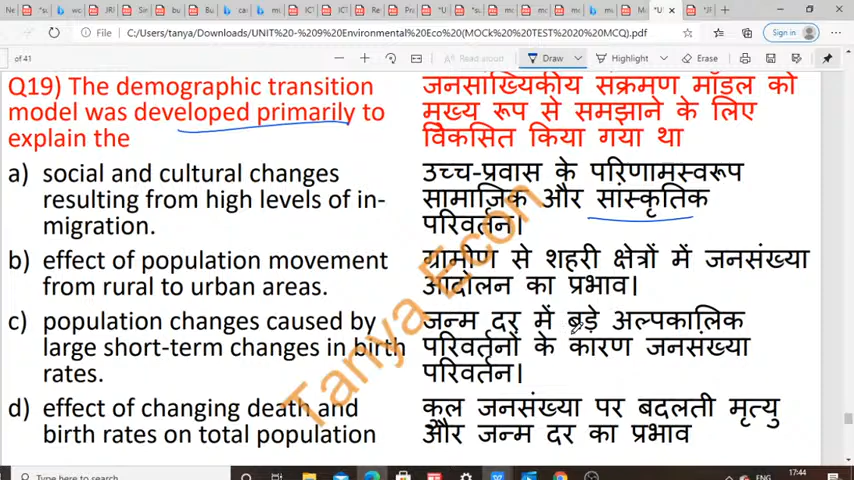 C:/Users/tanya/Downloads/UNIT -%209%20Environmental%20Eco%20(MOCk%20TEST%2020%20MCQ).pdf
Sign in
of 41
Read aloud
Draw
Highlight
Erase
Q19) The demographic transition
model was developed primarily to
explain the
a) social and cultural changes
resulting from high levels of in-
migration.
b) effect of population movement
from rural to urban areas.
c) population changes caused by
large short-term changes in birth
rates.
d) effect of changing death and
birth rates on total population
जनसांख्यिकीय संक्रमण मॉडल को
मुख्य रूप से समझाने के लिए
विकसित किया गया था
उच्च-प्रवास के परिणामस्वरूप
सामाजिक और सांस्कृतिक
परिवर्तन।
ग्रामीण से शहरी क्षेत्रों में जनसंख्या
आंदोलन का प्रभाव।
जन्म दर में बड़े अल्पकालिक
परिवर्तनों के कारण जनसंख्या
परिवर्तन।
कुल जनसंख्या पर बदलती मृत्यु
और जन्म दर का प्रभाव
Tanya Econ
Type here to search
ENG
17:44